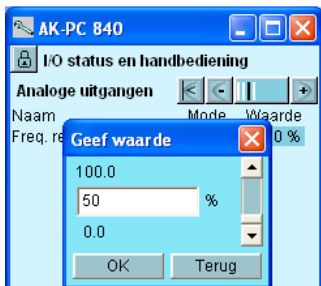 AK-PC 840
I/O status en handbediening
Analoge uitgangen
Naam Mode Waarde
Freq. re 0 %
Geef waarde
100.0
50 %
0.0
OK Terug